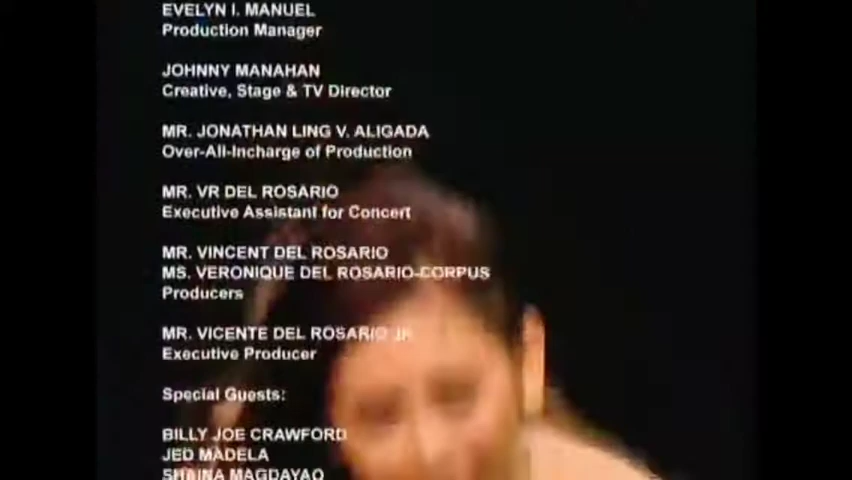 EVELYN I. MANUEL
Production Manager
JOHNNY MANAHAN
Creative, Stage & TV Director
MR. JONATHAN LING V. ALIGADA
Over-All-Incharge of Production
MR. VR DEL ROSARIO
Executive Assistant for Concert
MR. VINCENT DEL ROSARIO
MS. VERONIQUE DEL ROSARIO-CORPUS
Producers
MR. VICENTE DEL ROSARIO JR
Executive Producer
Special Guests:
BILLY JOE CRAWFORD
JED MADELA
SHAINA MAGDAYAO